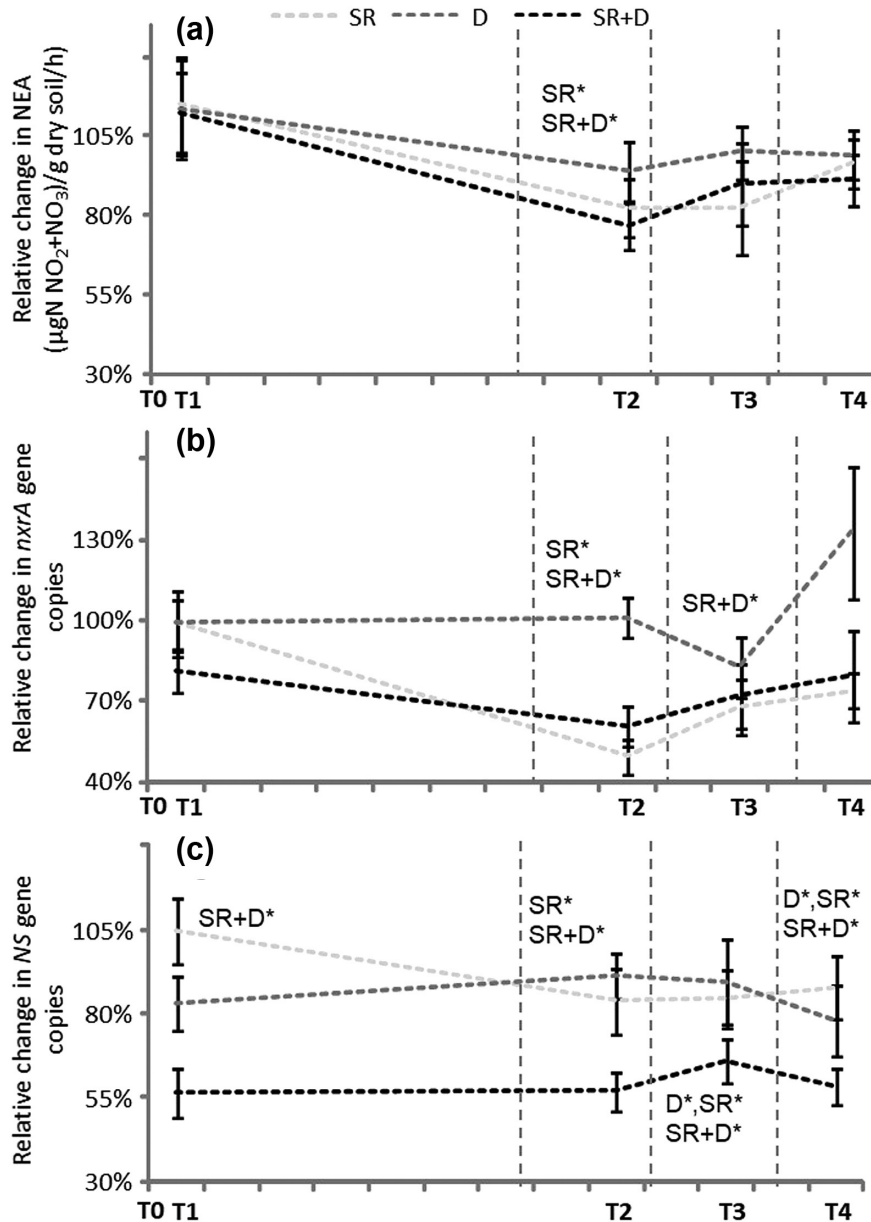 SR D SR+D
(a)
Relative change in NEA
(µgN NO₂+NO₃)/g dry soil/h)
105%
80%
55%
30%
SR*
SR+D*
T0 T1 T2 T3 T4
(b)
Relative change in nxrA gene
copies
130%
100%
70%
40%
SR*
SR+D*
SR+D*
T0 T1 T2 T3 T4
(c)
Relative change in NS gene
copies
105%
80%
55%
30%
SR+D*
SR*
SR+D*
D*,SR*
SR+D*
D*,SR*
SR+D*
T0 T1 T2 T3 T4